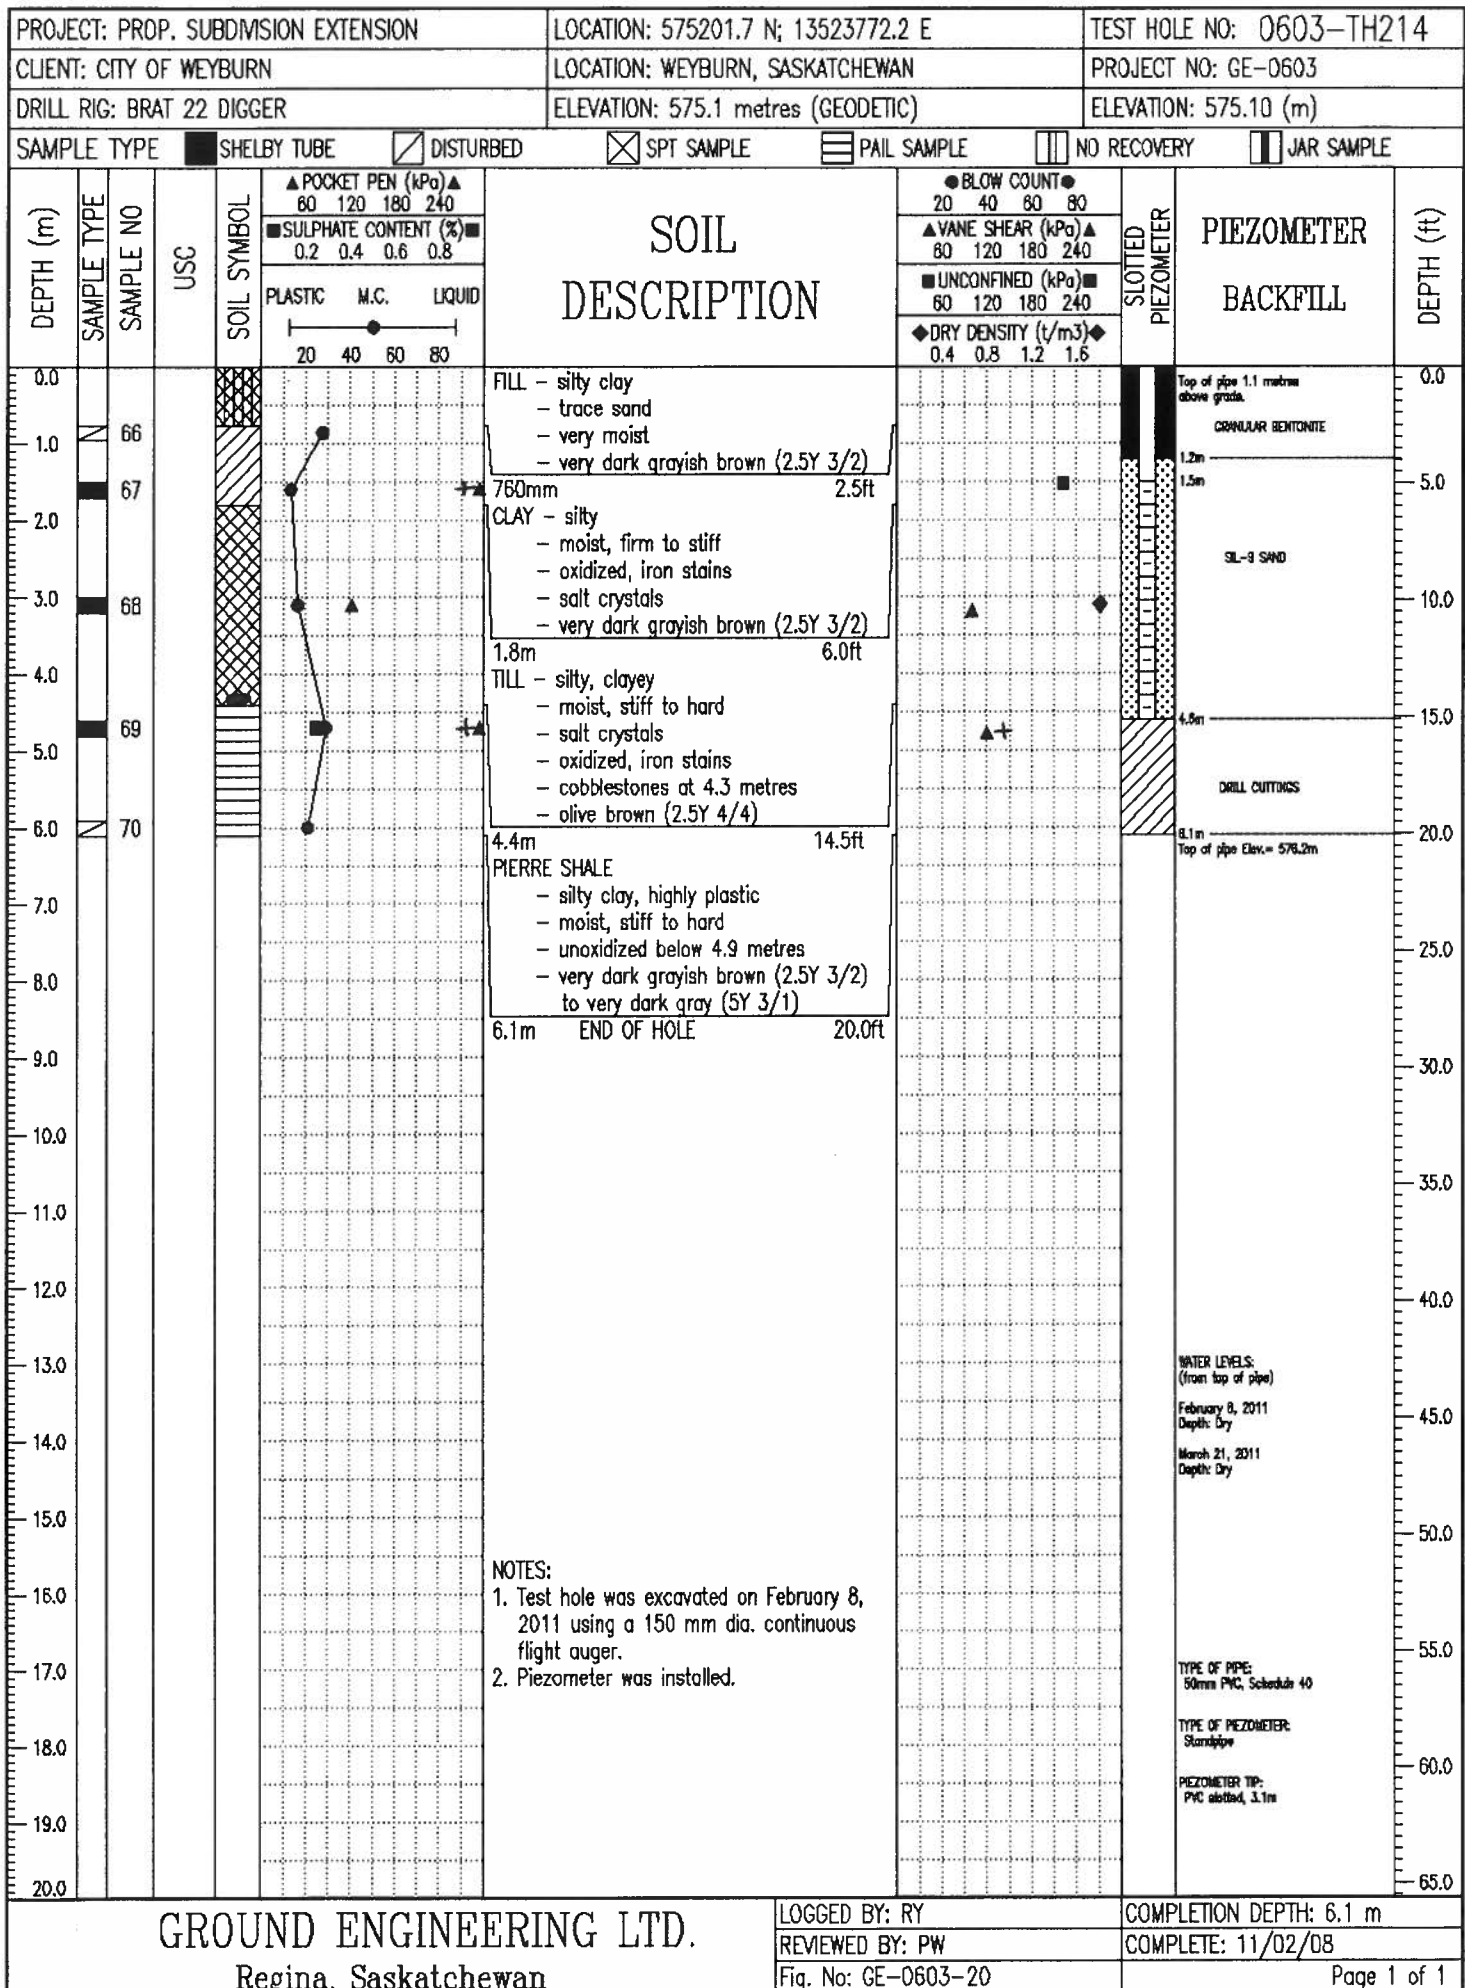 PROJECT: PROP. SUBDIVISION EXTENSION
LOCATION: 575201.7 N; 13523772.2 E
TEST HOLE NO: 0603-TH214
CLIENT: CITY OF WEYBURN
LOCATION: WEYBURN, SASKATCHEWAN
PROJECT NO: GE-0603
DRILL RIG: BRAT 22 DIGGER
ELEVATION: 575.1 metres (GEODETIC)
ELEVATION: 575.10 (m)
SAMPLE TYPE SHELBY TUBE DISTURBED SPT SAMPLE PAIL SAMPLE NO RECOVERY JAR SAMPLE
DEPTH (m)
SAMPLE TYPE
SAMPLE NO
USC
SOIL SYMBOL
▲POCKET PEN (kPa)▲
60 120 180 240
■SULPHATE CONTENT (%)■
0.2 0.4 0.6 0.8
PLASTIC M.C. LIQUID
20 40 60 80
SOIL
DESCRIPTION
●BLOW COUNT●
20 40 60 80
▲VANE SHEAR (kPa)▲
60 120 180 240
■UNCONFINED (kPa)■
60 120 180 240
◆DRY DENSITY (t/m3)◆
0.4 0.8 1.2 1.6
SLOTTED
PIEZOMETER
PIEZOMETER
BACKFILL
DEPTH (ft)
0.0
1.0
2.0
3.0
4.0
5.0
6.0
7.0
8.0
9.0
10.0
11.0
12.0
13.0
14.0
15.0
16.0
17.0
18.0
19.0
20.0
66
67
68
69
70
FILL - silty clay
- trace sand
- very moist
- very dark grayish brown (2.5Y 3/2)
760mm 2.5ft
CLAY - silty
- moist, firm to stiff
- oxidized, iron stains
- salt crystals
- very dark grayish brown (2.5Y 3/2)
1.8m 6.0ft
TILL - silty, clayey
- moist, stiff to hard
- salt crystals
- oxidized, iron stains
- cobblestones at 4.3 metres
- olive brown (2.5Y 4/4)
4.4m 14.5ft
PIERRE SHALE
- silty clay, highly plastic
- moist, stiff to hard
- unoxidized below 4.9 metres
- very dark grayish brown (2.5Y 3/2)
to very dark gray (5Y 3/1)
6.1m END OF HOLE 20.0ft
NOTES:
1. Test hole was excavated on February 8,
2011 using a 150 mm dia. continuous
flight auger.
2. Piezometer was installed.
Top of pipe 1.1 metres
above grade.
GRANULAR BENTONITE
1.2m
1.5m
SIL-9 SAND
4.6m
DRILL CUTTINGS
6.1m
Top of pipe Elev.= 576.2m
WATER LEVELS:
(from top of pipe)
February 8, 2011
Depth: Dry
March 21, 2011
Depth: Dry
TYPE OF PIPE:
50mm PVC, Schedule 40
TYPE OF PIEZOMETER:
Standpipe
PIEZOMETER TIP:
PVC slotted, 3.1m
0.0
5.0
10.0
15.0
20.0
25.0
30.0
35.0
40.0
45.0
50.0
55.0
60.0
65.0
GROUND ENGINEERING LTD.
Regina, Saskatchewan
LOGGED BY: RY
REVIEWED BY: PW
Fig. No: GE-0603-20
COMPLETION DEPTH: 6.1 m
COMPLETE: 11/02/08
Page 1 of 1